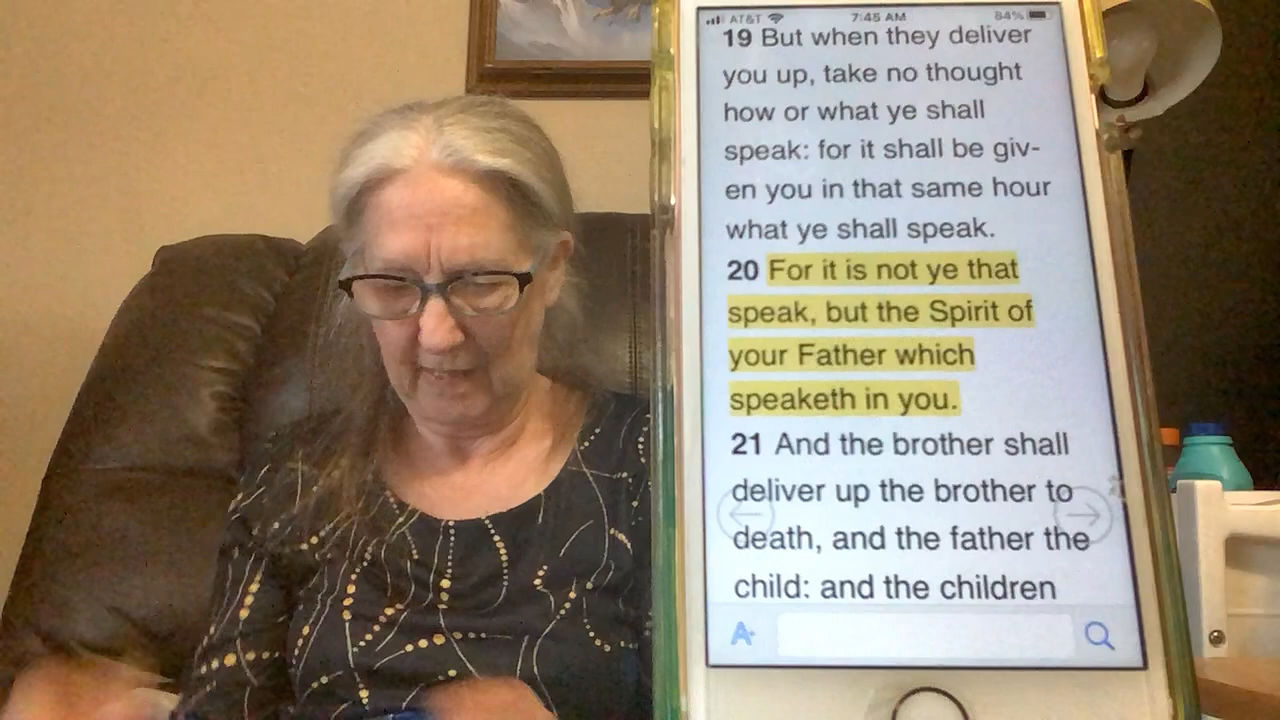 AT&T 7:45 AM 84%
19 But when they deliver
you up, take no thought
how or what ye shall
speak: for it shall be giv-
en you in that same hour
what ye shall speak.
20 For it is not ye that
speak, but the Spirit of
your Father which
speaketh in you.
21 And the brother shall
deliver up the brother to
death, and the father the
child: and the children
A+